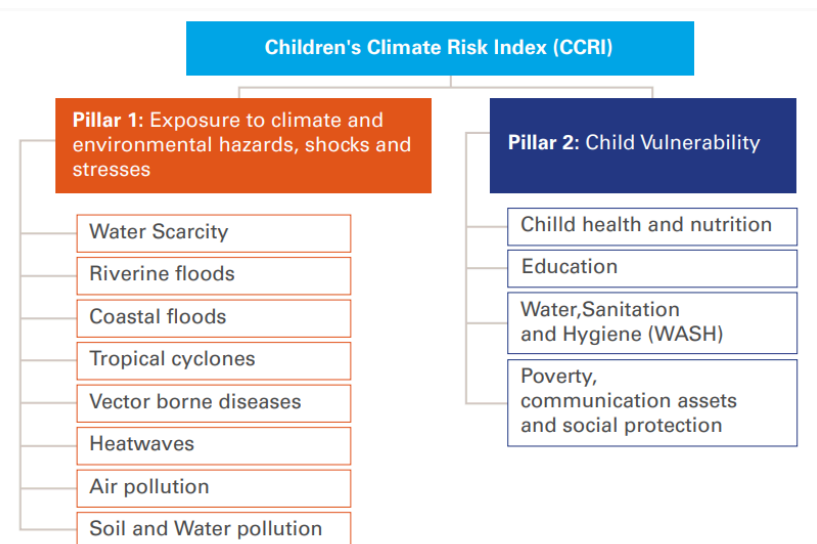 Children's Climate Risk Index (CCRI)
Pillar 1: Exposure to climate and
environmental hazards, shocks and
stresses
Water Scarcity
Riverine floods
Coastal floods
Tropical cyclones
Vector borne diseases
Heatwaves
Air pollution
Soil and Water pollution
Pillar 2: Child Vulnerability
Chilld health and nutrition
Education
Water,Sanitation
and Hygiene (WASH)
Poverty,
communication assets
and social protection